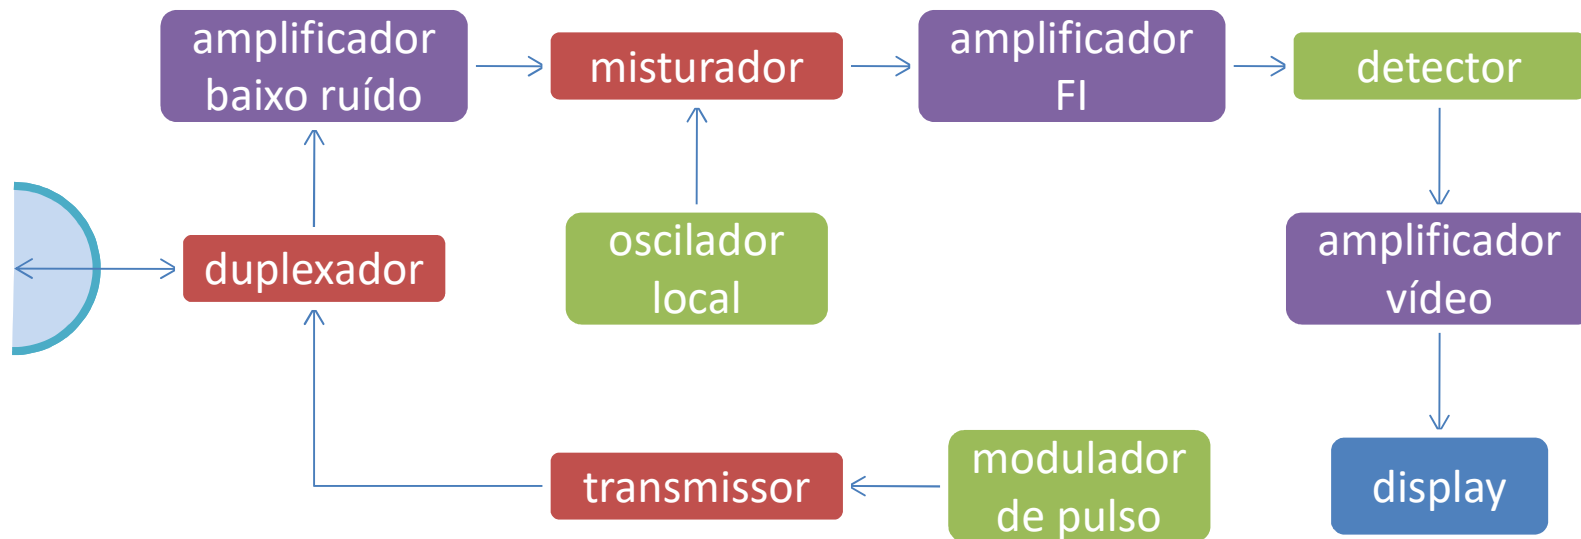 amplificador
baixo ruído
misturador
amplificador
FI
detector
duplexador
oscilador
local
amplificador
vídeo
transmissor
modulador
de pulso
display